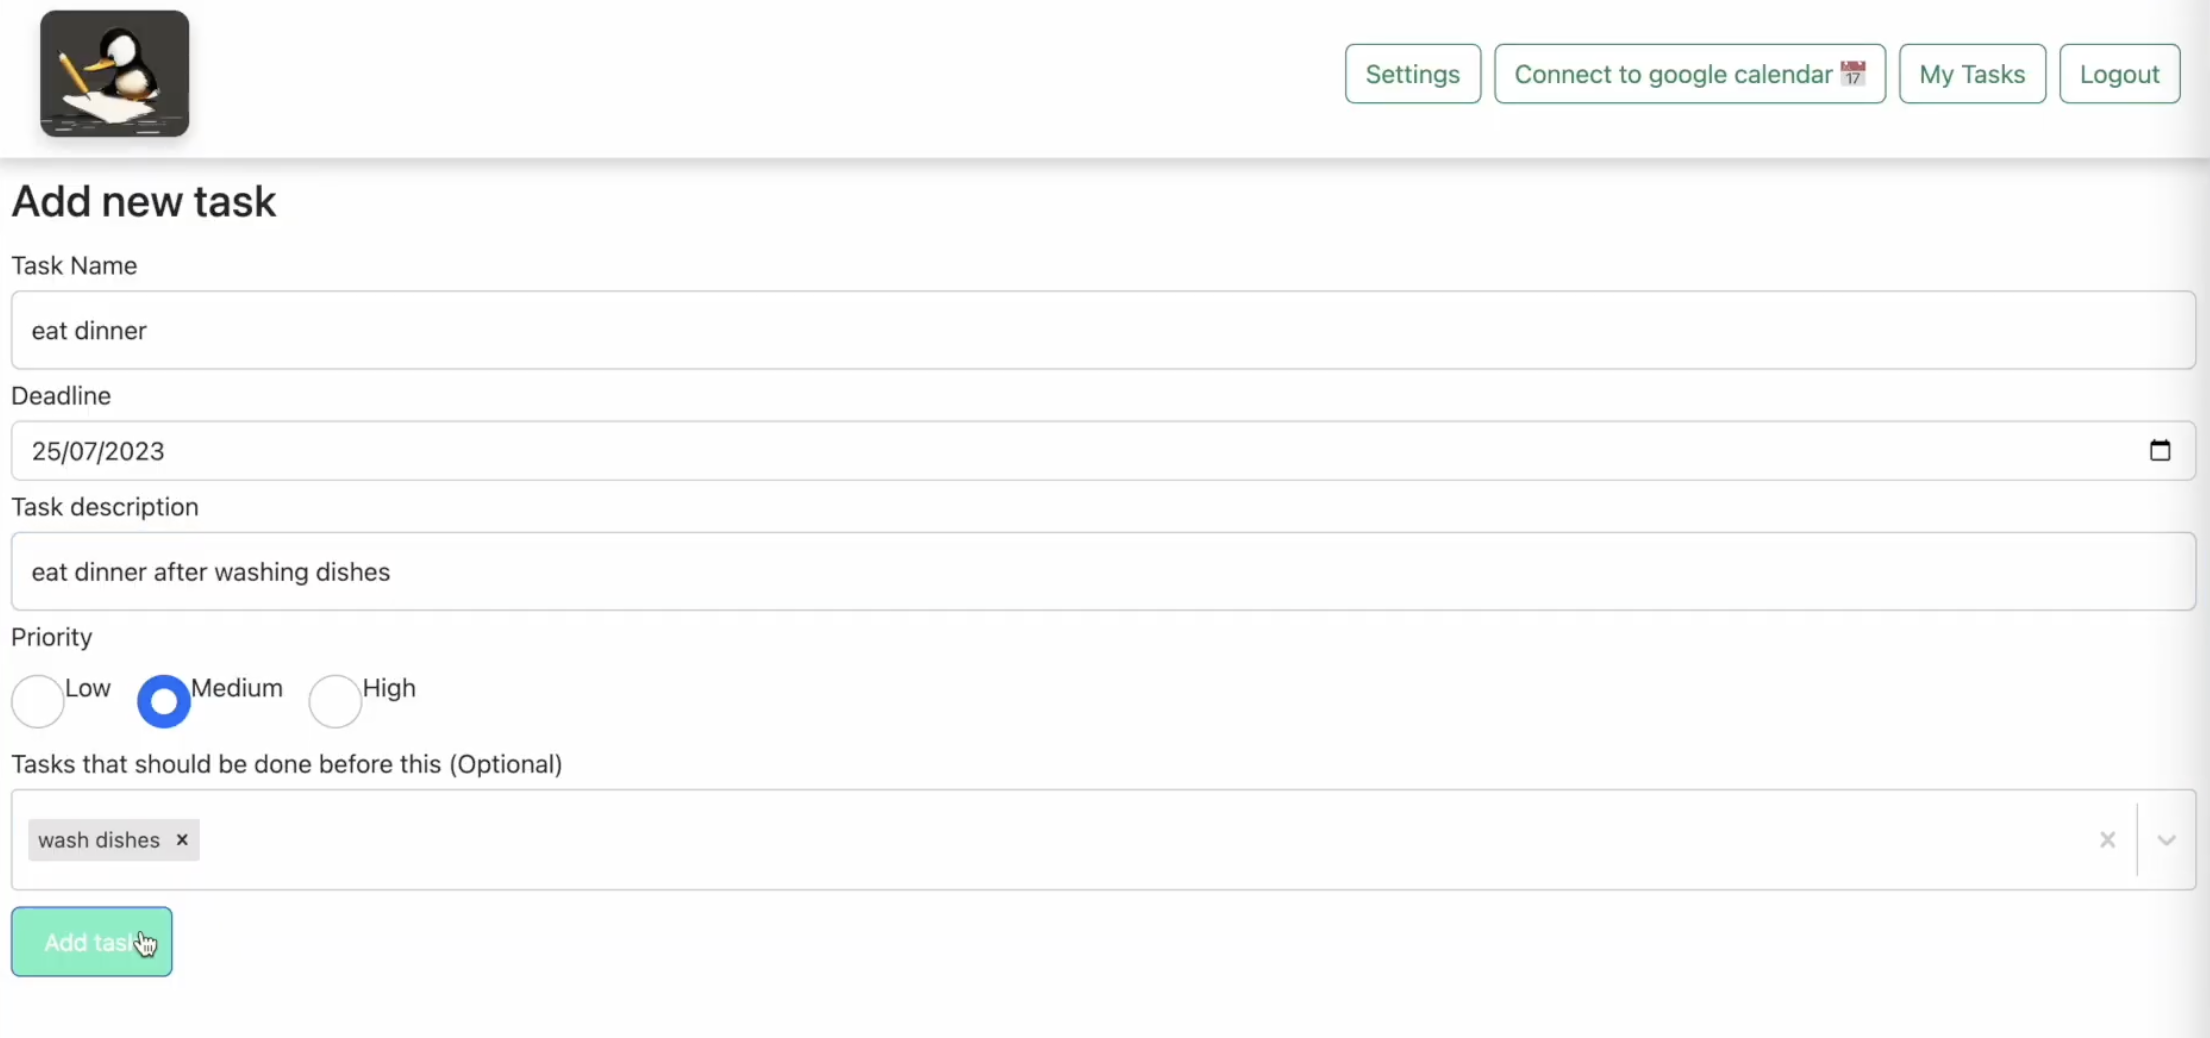 Settings Connect to google calendar 17 My Tasks Logout
Add new task
Task Name
eat dinner
Deadline
25/07/2023
Task description
eat dinner after washing dishes
Priority
Low Medium High
Tasks that should be done before this (Optional)
wash dishes
Add task